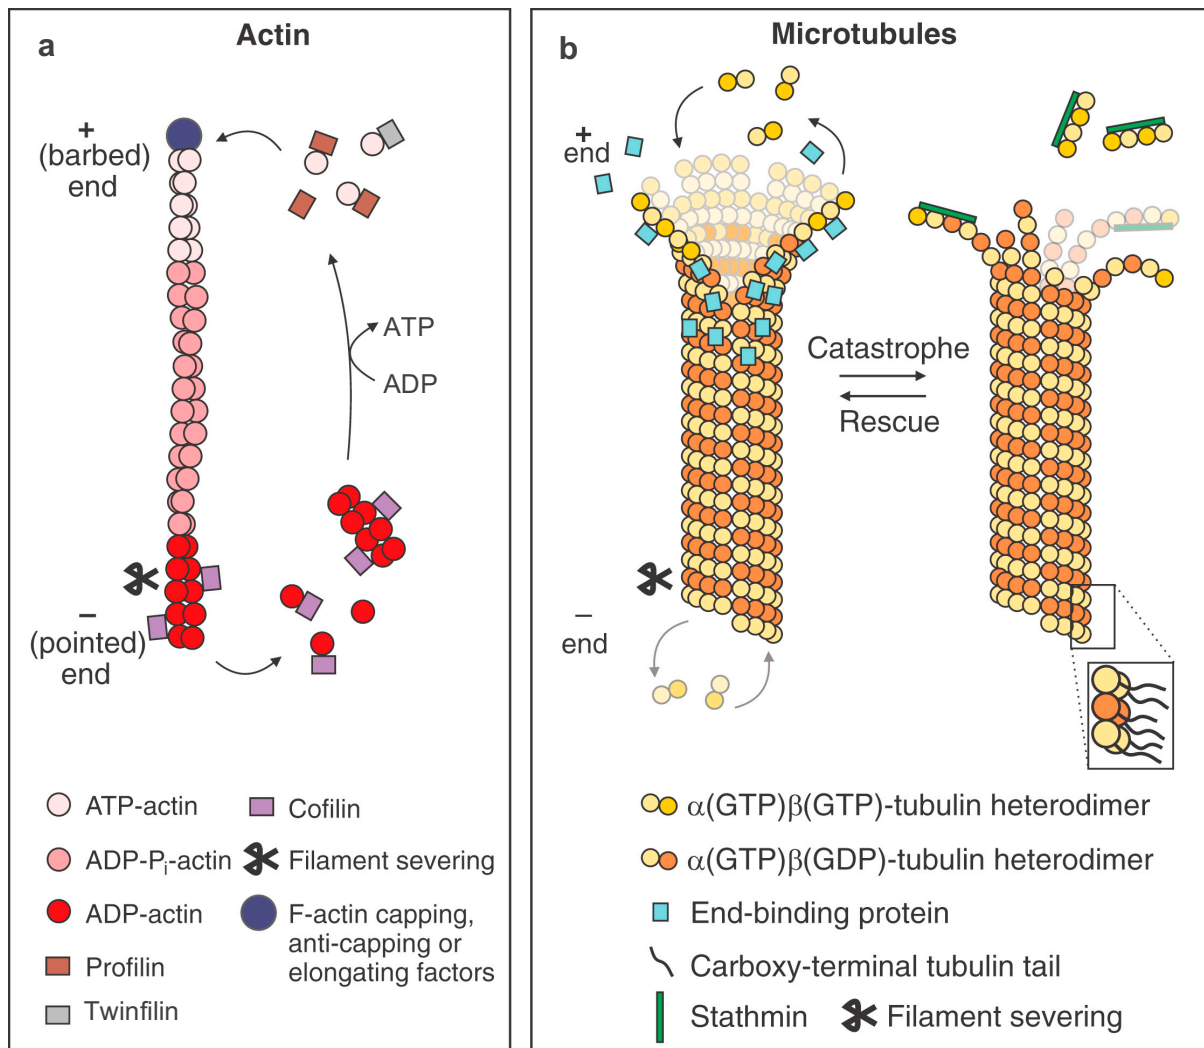 a
Actin
+
(barbed)
end
ATP
ADP
−
(pointed)
end
ATP-actin
ADP-Pi-actin
ADP-actin
Profilin
Twinfilin
Cofilin
Filament severing
F-actin capping,
anti-capping or
elongating factors
b
Microtubules
+
end
Catastrophe
Rescue
−
end
α(GTP)β(GTP)-tubulin heterodimer
α(GTP)β(GDP)-tubulin heterodimer
End-binding protein
Carboxy-terminal tubulin tail
Stathmin
Filament severing